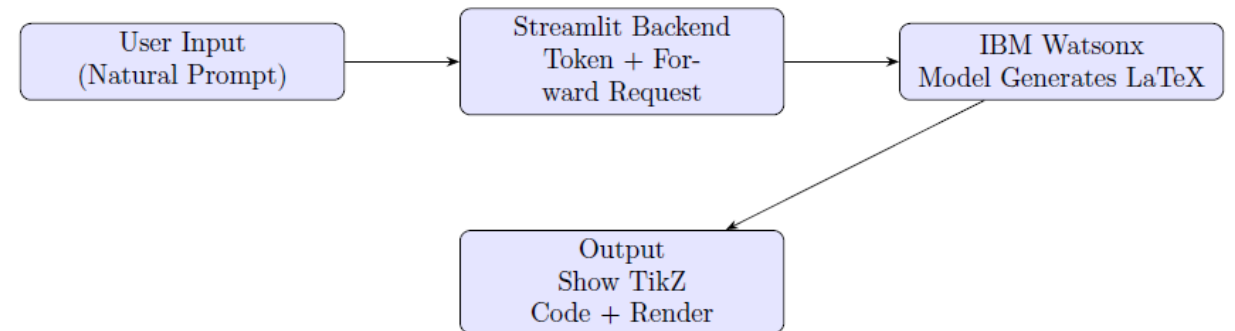 User Input
(Natural Prompt)
Streamlit Backend
Token + For-
ward Request
IBM Watsonx
Model Generates LaTeX
Output
Show TikZ
Code + Render